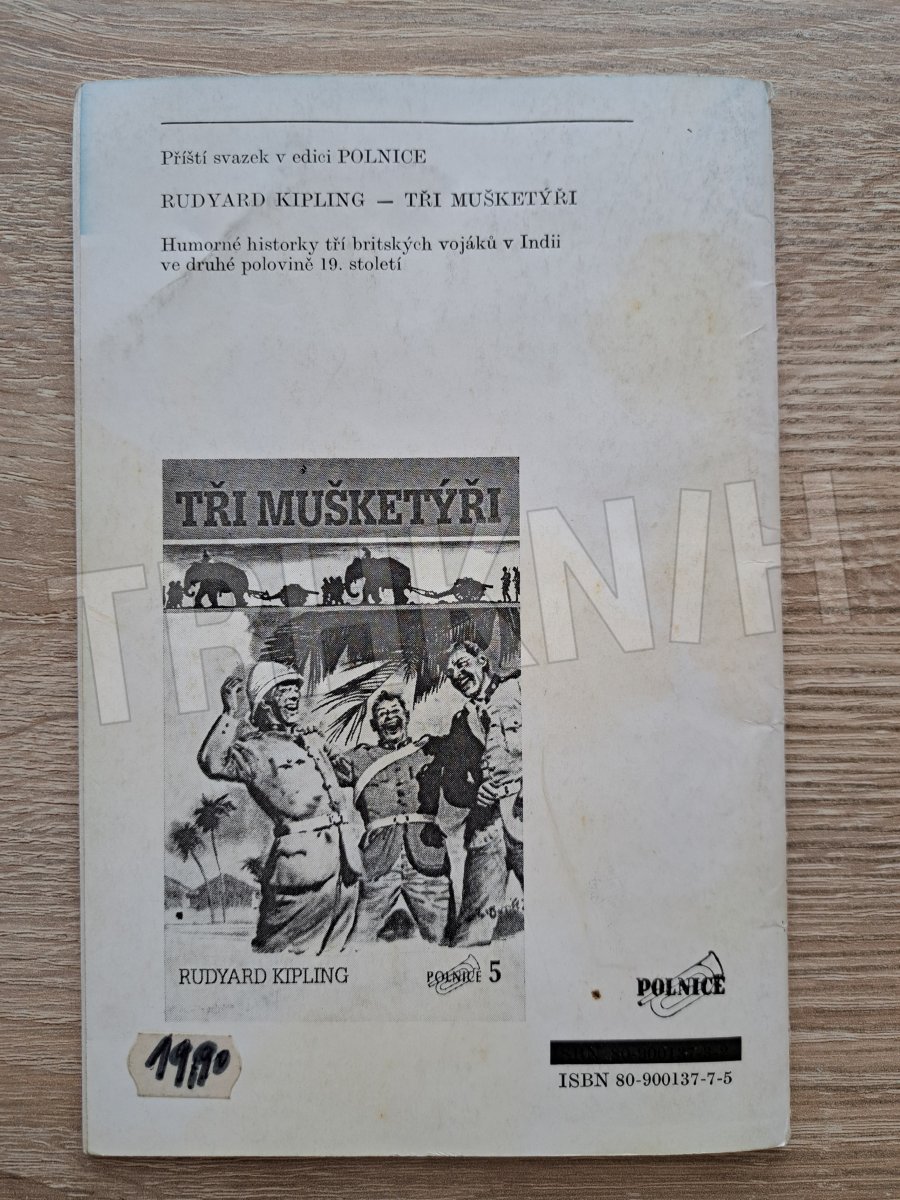 Příští svazek v edici POLNICE
RUDYARD KIPLING — TŘI MUŠKETÝŘI
Humorné historky tří britských vojáků v Indii
ve druhé polovině 19. století
TŘI MUŠKETÝŘI
RUDYARD KIPLING
POLNICE 5
POLNICE
19,90
ISBN 80-900137-7-5